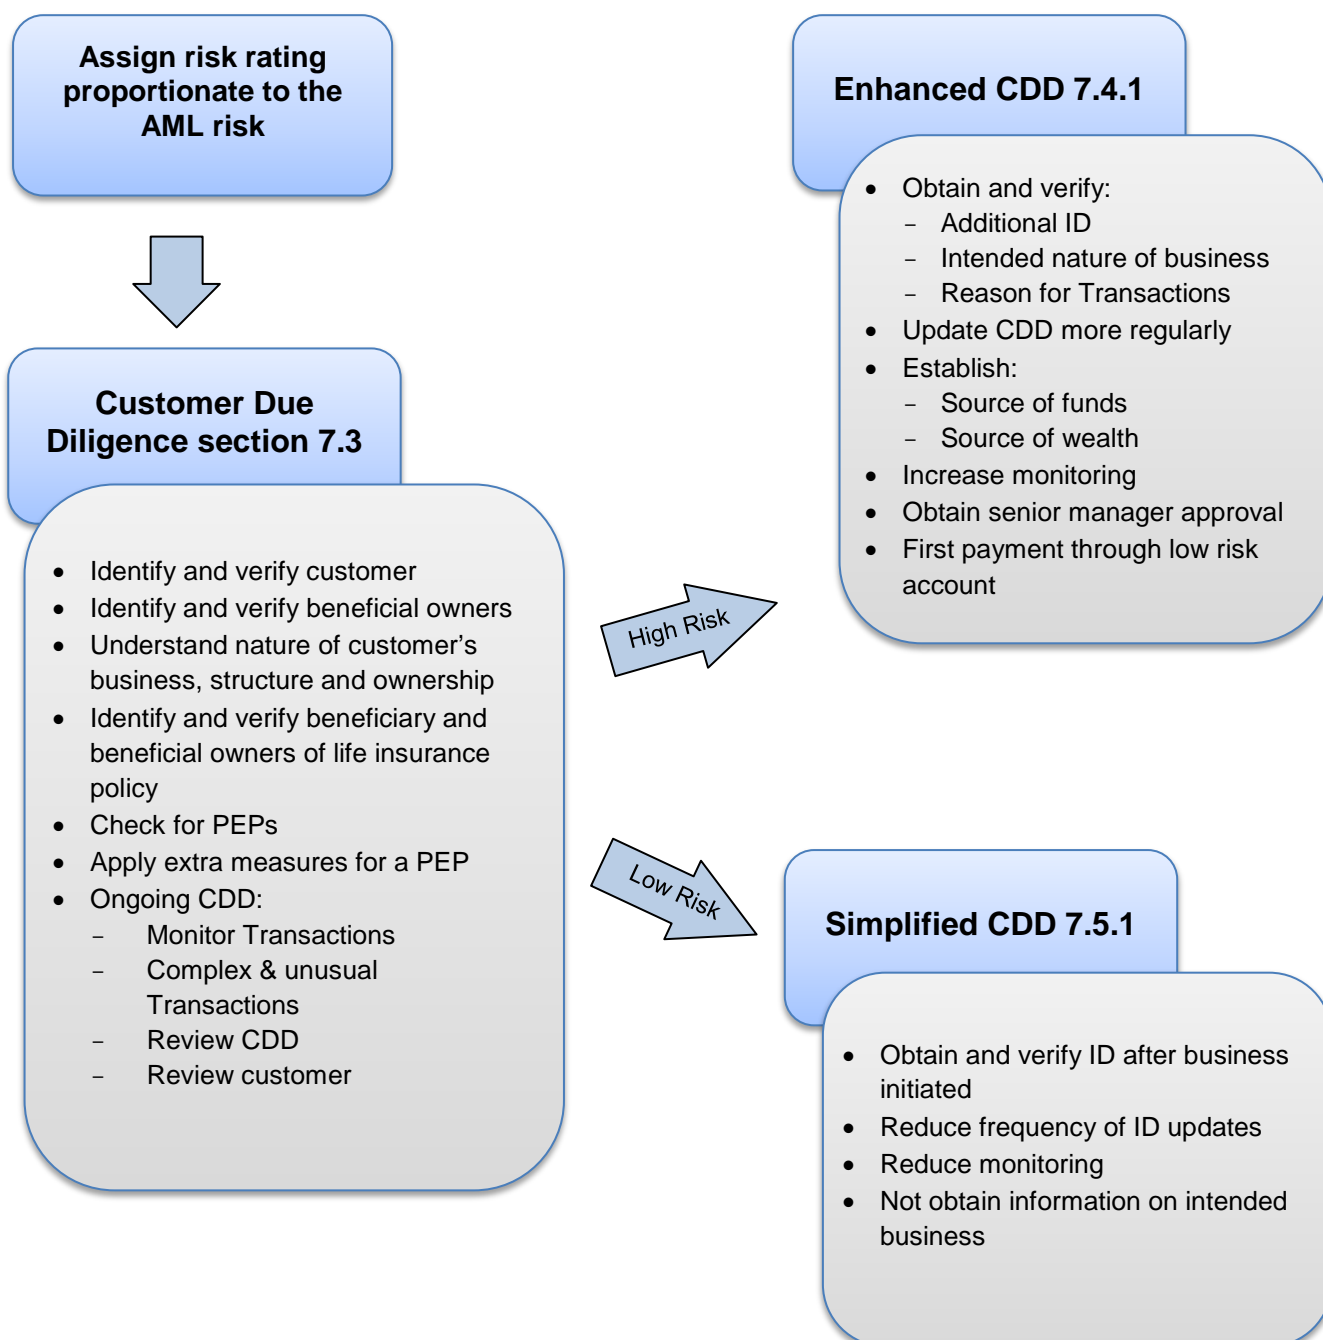 Assign risk rating
proportionate to the
AML risk
Customer Due
Diligence section 7.3
• Identify and verify customer
• Identify and verify beneficial owners
• Understand nature of customer’s
business, structure and ownership
• Identify and verify beneficiary and
beneficial owners of life insurance
policy
• Check for PEPs
• Apply extra measures for a PEP
• Ongoing CDD:
– Monitor Transactions
– Complex & unusual
Transactions
– Review CDD
– Review customer
High Risk
Enhanced CDD 7.4.1
• Obtain and verify:
– Additional ID
– Intended nature of business
– Reason for Transactions
• Update CDD more regularly
• Establish:
– Source of funds
– Source of wealth
• Increase monitoring
• Obtain senior manager approval
• First payment through low risk
account
Low Risk
Simplified CDD 7.5.1
• Obtain and verify ID after business
initiated
• Reduce frequency of ID updates
• Reduce monitoring
• Not obtain information on intended
business